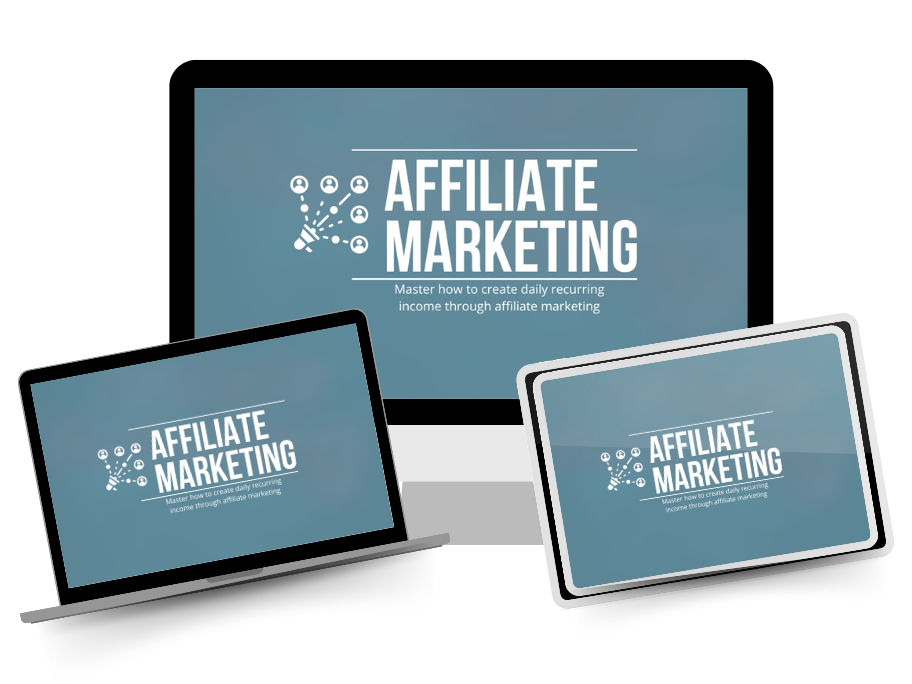 AFFILIATE
MARKETING
Master how to create daily recurring
income through affiliate marketing
AFFILIATE
MARKETING
Master how to create daily recurring
income through affiliate marketing
AFFILIATE
MARKETING
Master how to create daily recurring
income through affiliate marketing